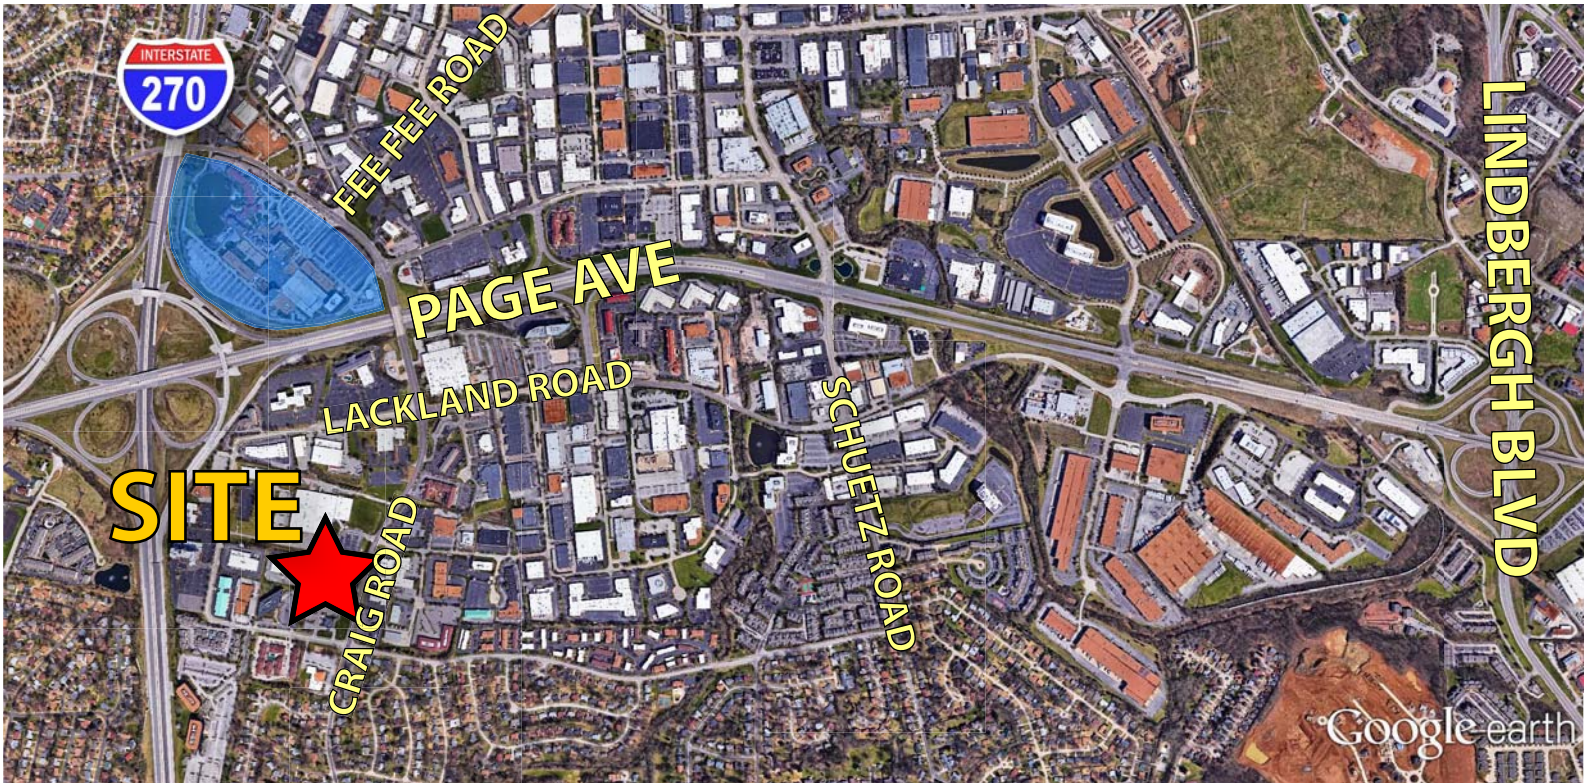 INTERSTATE
270
FEE FEE ROAD
PAGE AVE
LACKLAND ROAD
SITE
CRAIG ROAD
SCHUETZ ROAD
LINDBERGH BLVD
Google earth